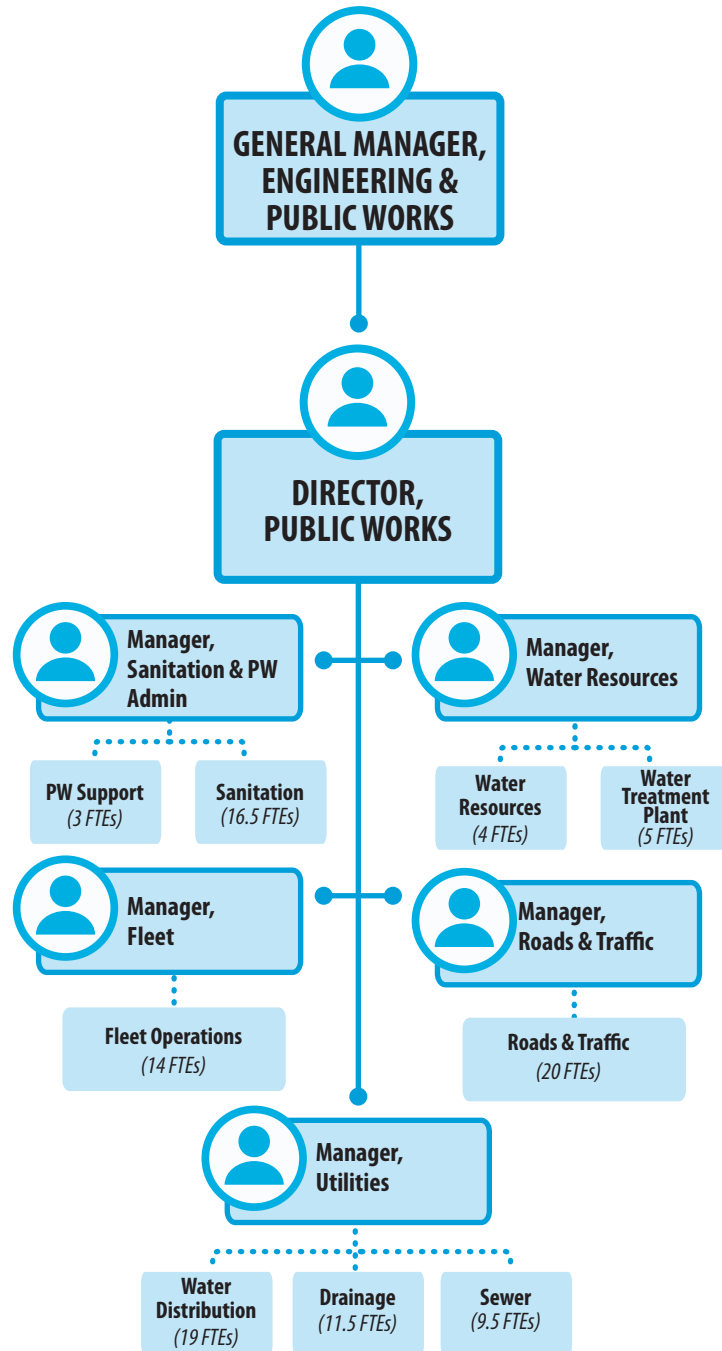 GENERAL MANAGER,
ENGINEERING &
PUBLIC WORKS
DIRECTOR,
PUBLIC WORKS
Manager,
Sanitation & PW
Admin
Manager,
Water Resources
PW Support
(3 FTEs)
Sanitation
(16.5 FTEs)
Water
Resources
(4 FTEs)
Water
Treatment
Plant
(5 FTEs)
Manager,
Fleet
Manager,
Roads & Traffic
Fleet Operations
(14 FTEs)
Roads & Traffic
(20 FTEs)
Manager,
Utilities
Water
Distribution
(19 FTEs)
Drainage
(11.5 FTEs)
Sewer
(9.5 FTEs)